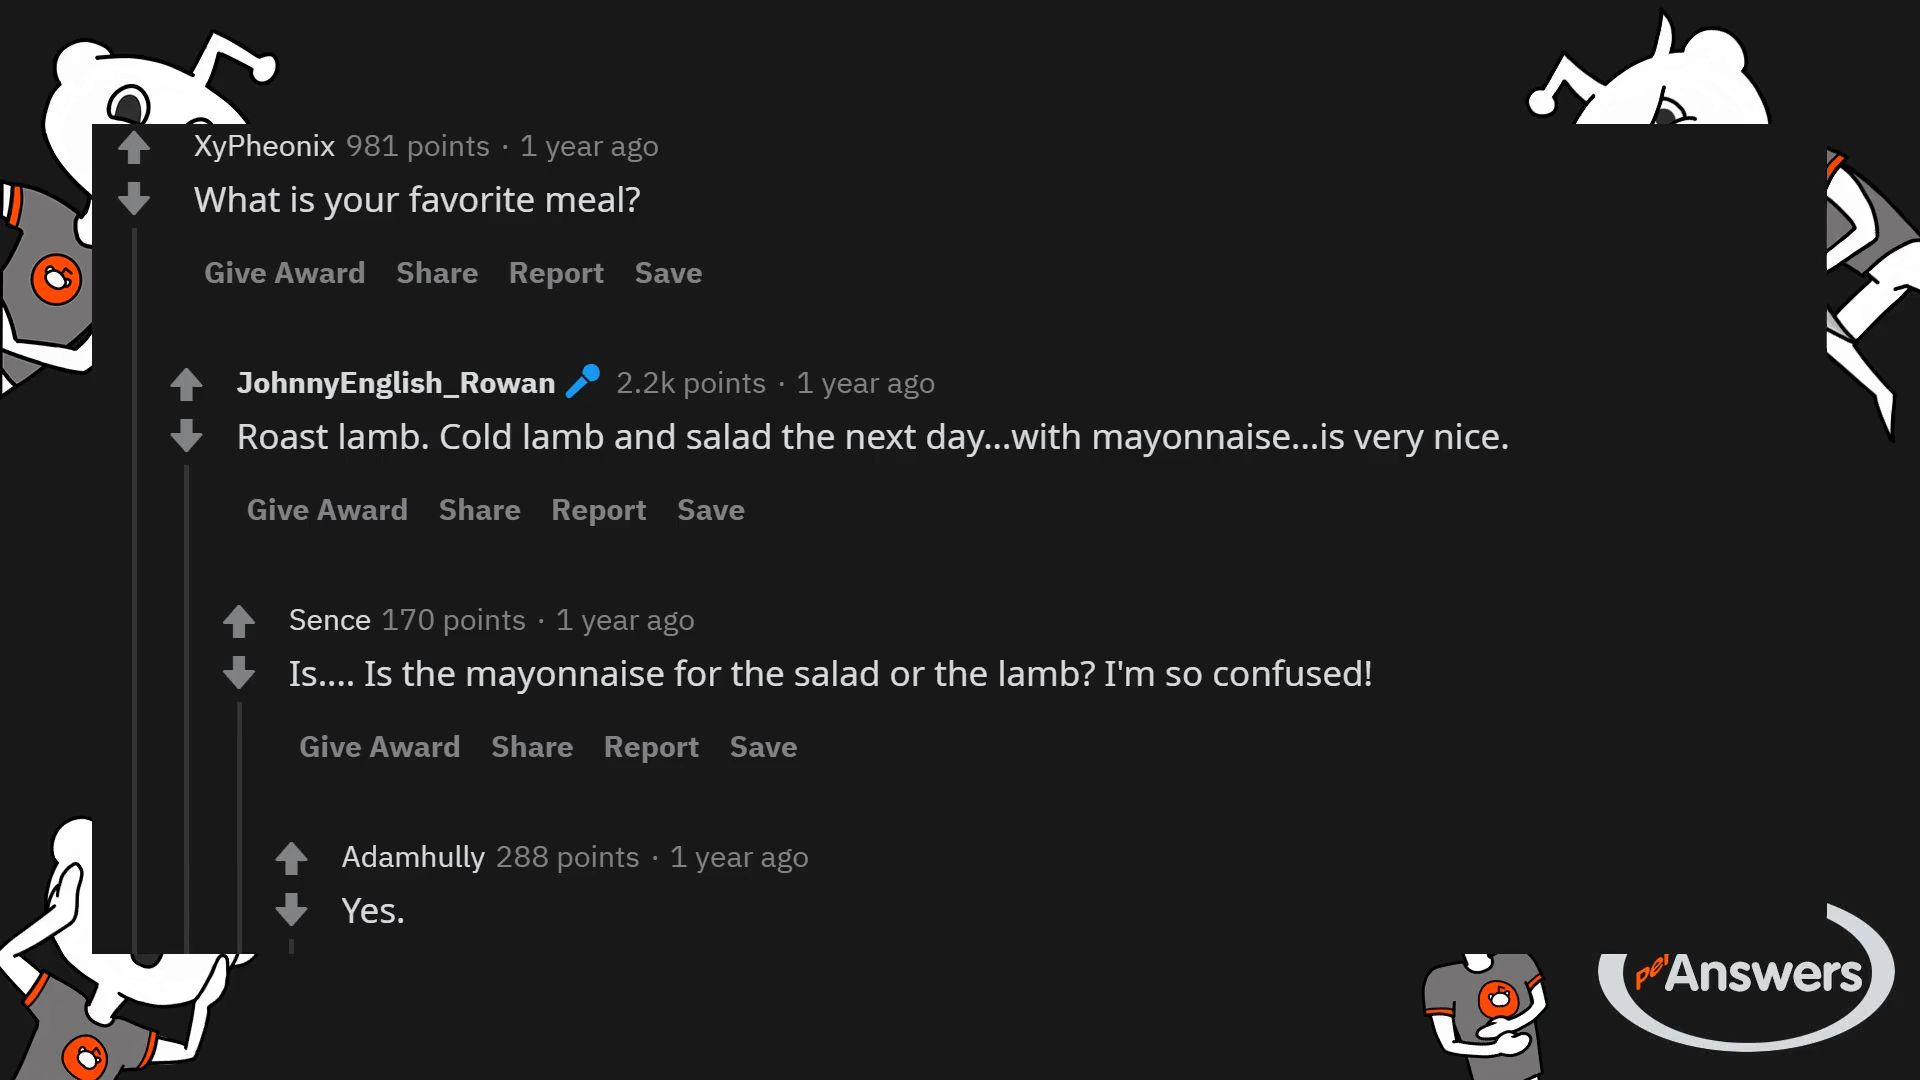 XyPheonix 981 points · 1 year ago
What is your favorite meal?
Give Award Share Report Save
JohnnyEnglish_Rowan 2.2k points · 1 year ago
Roast lamb. Cold lamb and salad the next day...with mayonnaise...is very nice.
Give Award Share Report Save
Sence 170 points · 1 year ago
Is.... Is the mayonnaise for the salad or the lamb? I'm so confused!
Give Award Share Report Save
Adamhully 288 points · 1 year ago
Yes.
Answers